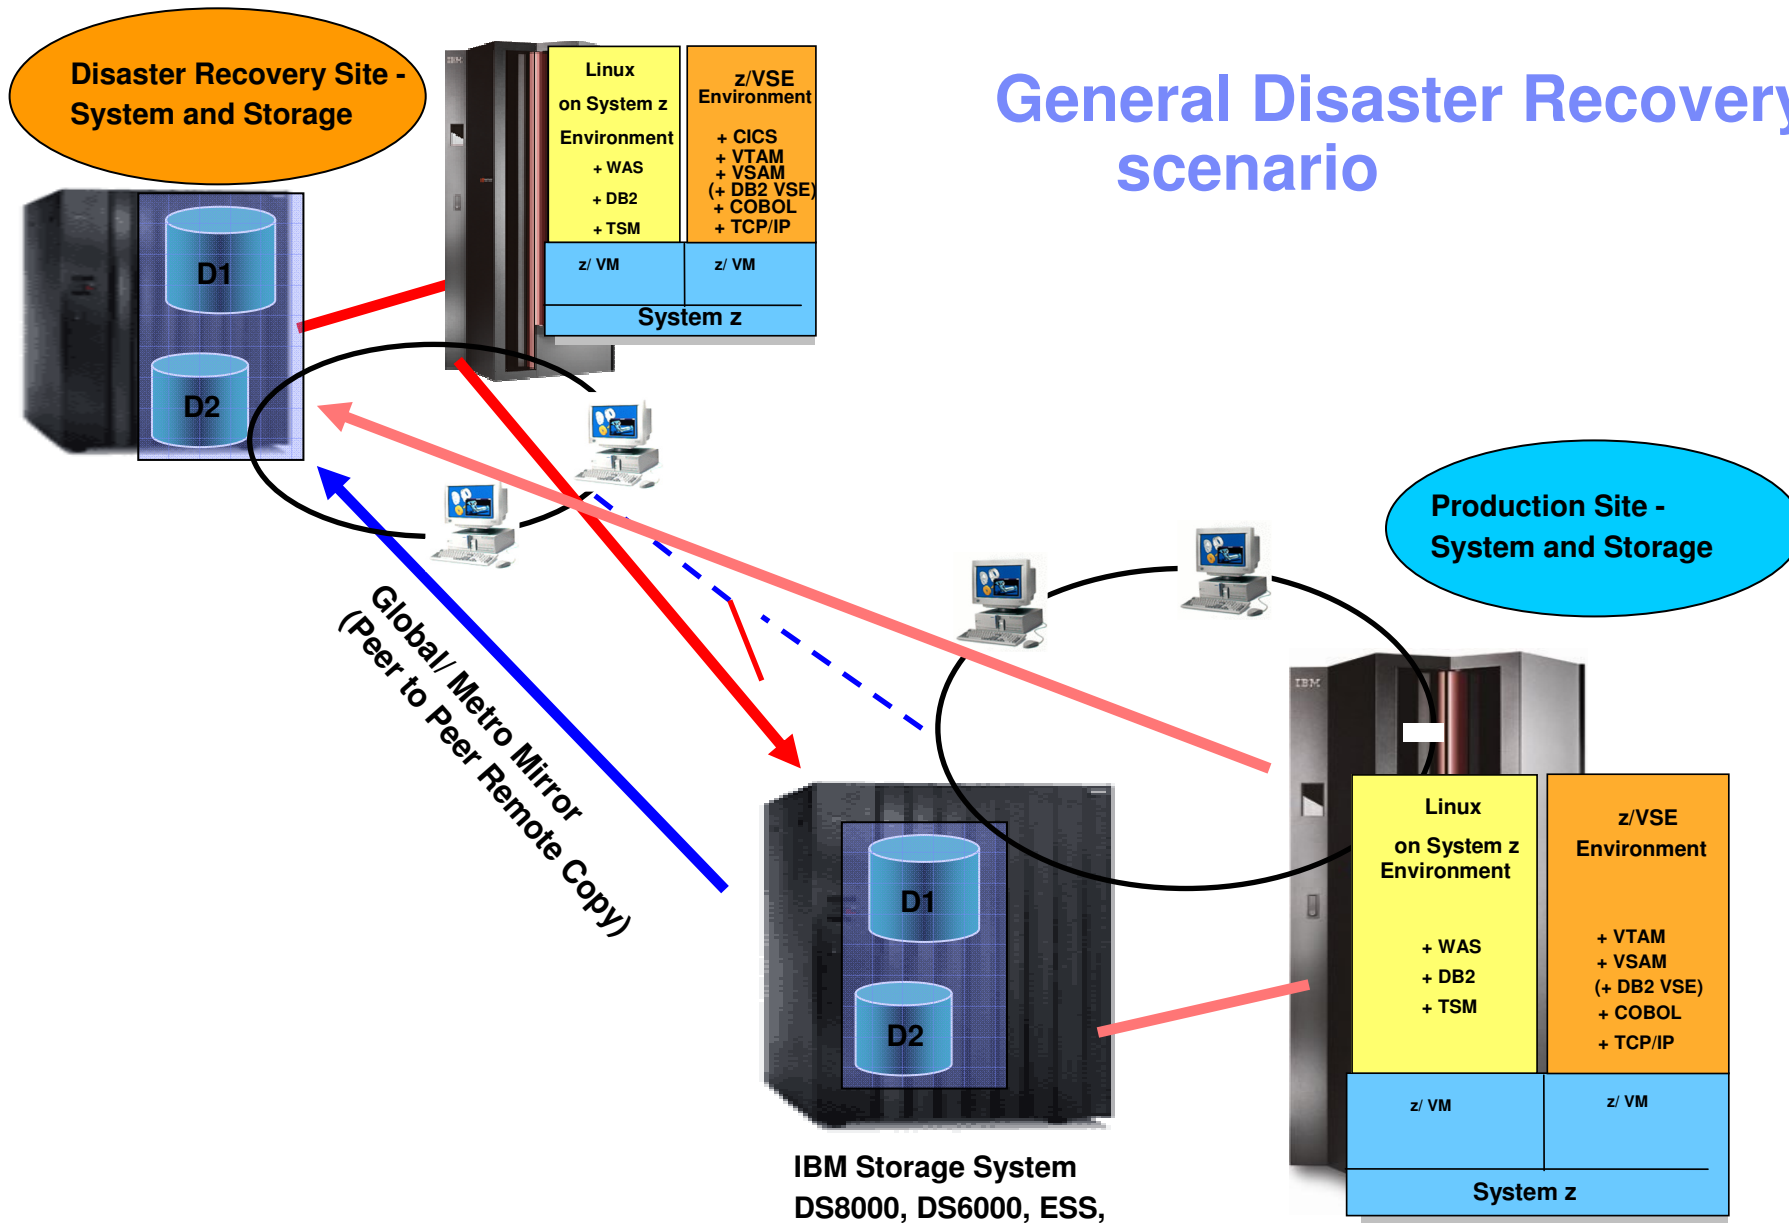 General Disaster Recovery
scenario
Disaster Recovery Site -
System and Storage
IBM
Linux
on System z
Environment
+ WAS
+ DB2
+ TSM
z/VSE
Environment
+ CICS
+ VTAM
+ VSAM
(+ DB2 VSE)
+ COBOL
+ TCP/IP
z/ VM
z/ VM
System z
D1
D2
Global/ Metro Mirror
(Peer to Peer Remote Copy)
Production Site -
System and Storage
IBM
Linux
on System z
Environment
+ WAS
+ DB2
+ TSM
z/VSE
Environment
+ VTAM
+ VSAM
(+ DB2 VSE)
+ COBOL
+ TCP/IP
z/ VM
z/ VM
System z
D1
D2
IBM Storage System
DS8000, DS6000, ESS,